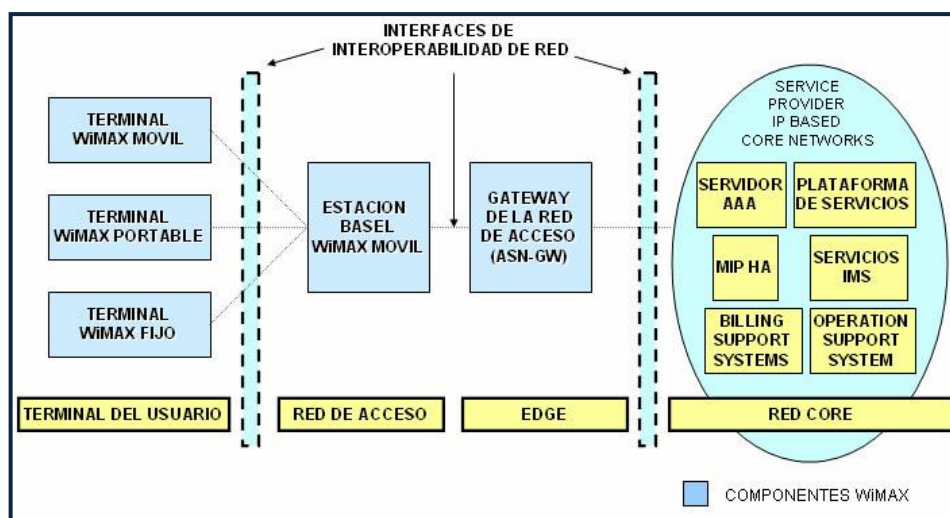 INTERFACES DE
INTEROPERABILIDAD DE RED
TERMINAL
WiMAX MOVIL
TERMINAL
WiMAX PORTABLE
TERMINAL
WiMAX FIJO
ESTACION
BASEL
WiMAX MOVIL
GATEWAY
DE LA RED
DE ACCESO
(ASN-GW)
SERVICE
PROVIDER
IP BASED
CORE NETWORKS
SERVIDOR
AAA
PLATAFORMA
DE SERVICIOS
MIP HA
SERVICIOS
IMS
BILLING
SUPPORT
SYSTEMS
OPERATION
SUPPORT
SYSTEM
TERMINAL DEL USUARIO
RED DE ACCESO
EDGE
RED CORE
COMPONENTES WiMAX